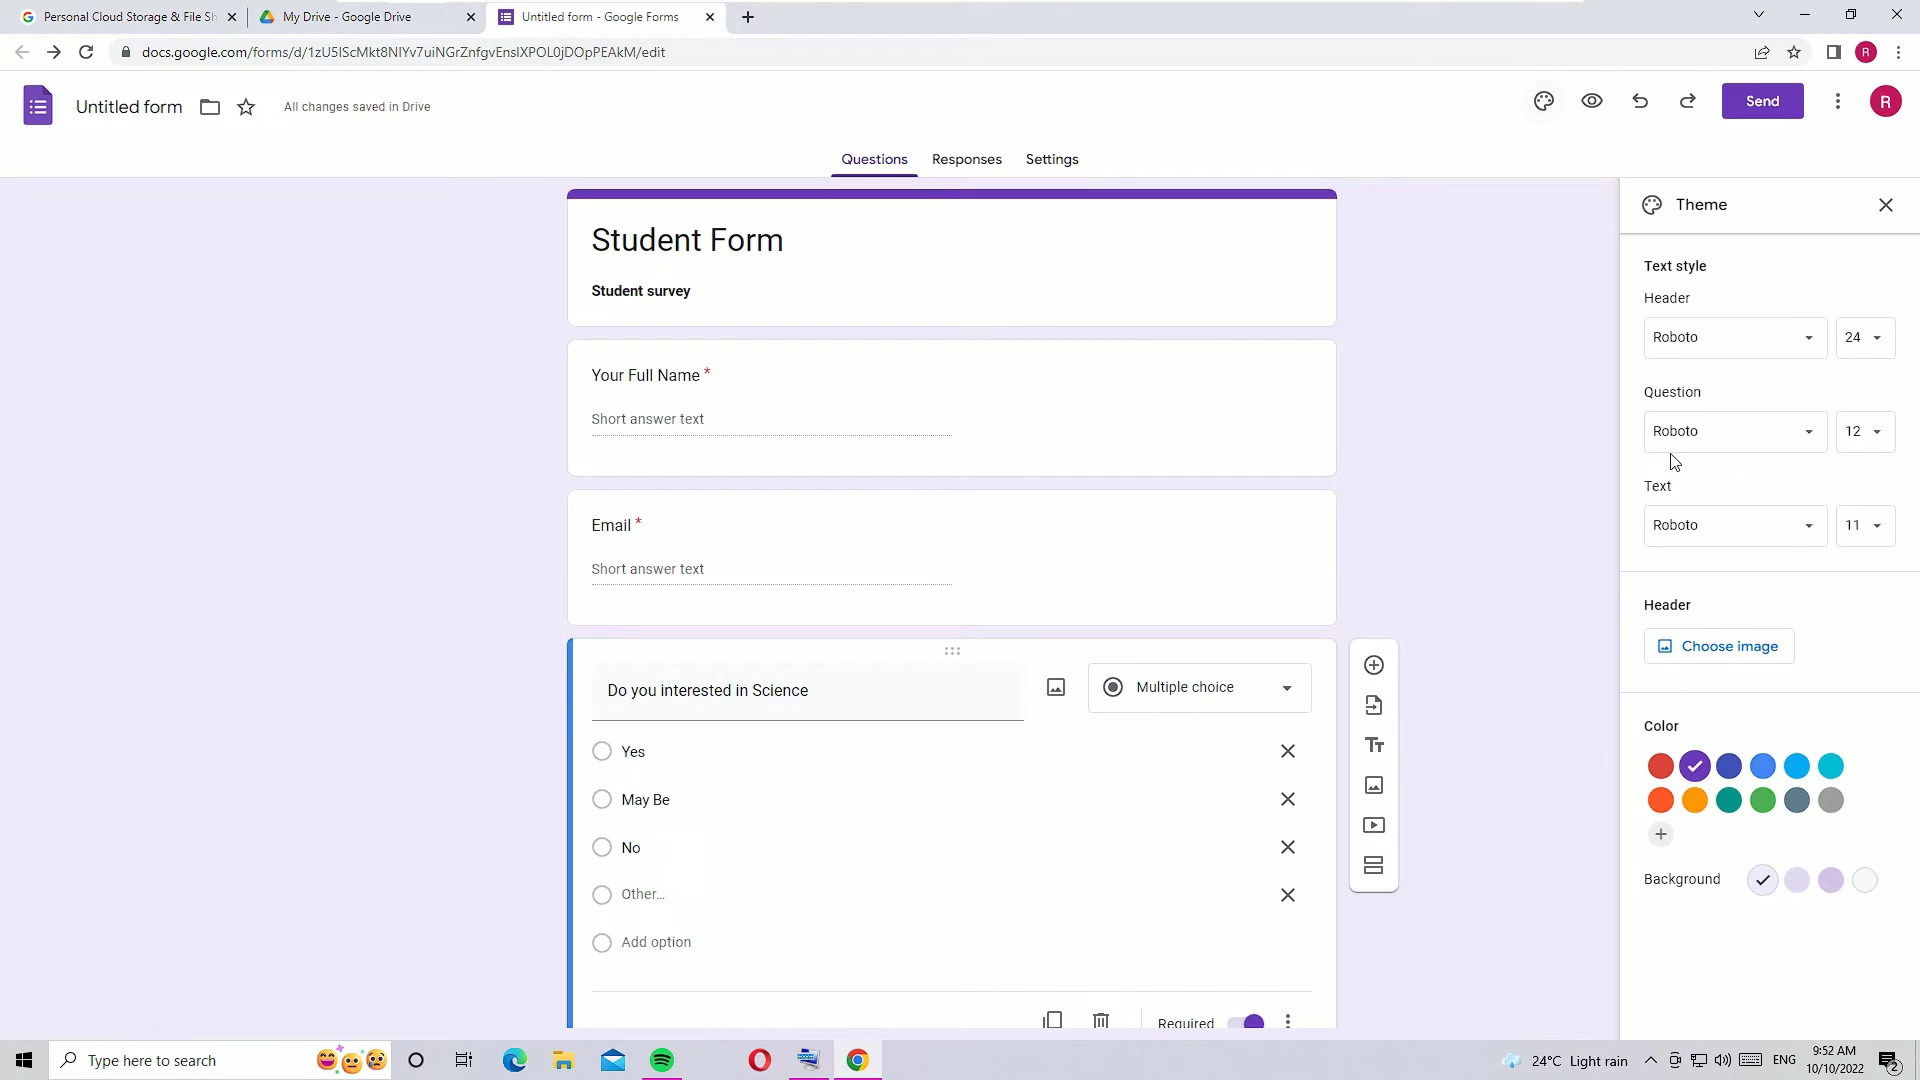 Personal Cloud Storage & File Sh
My Drive - Google Drive
Untitled form - Google Forms
docs.google.com/forms/d/1zU5IScMkt8NIYv7uiNGrZnfgvEnsIXPOL0jDOpPEAkM/edit
R
Untitled form
All changes saved in Drive
Send
R
Questions
Responses
Settings
Student Form
Student survey
Your Full Name *
Short answer text
Email *
Short answer text
Do you interested in Science
Multiple choice
Yes
May Be
No
Other...
Add option
Required
Tt
Theme
Text style
Header
Roboto
24
Question
Roboto
12
Text
Roboto
11
Header
Choose image
Color
Background
Type here to search
24°C Light rain
ENG
9:52 AM
10/10/2022
2